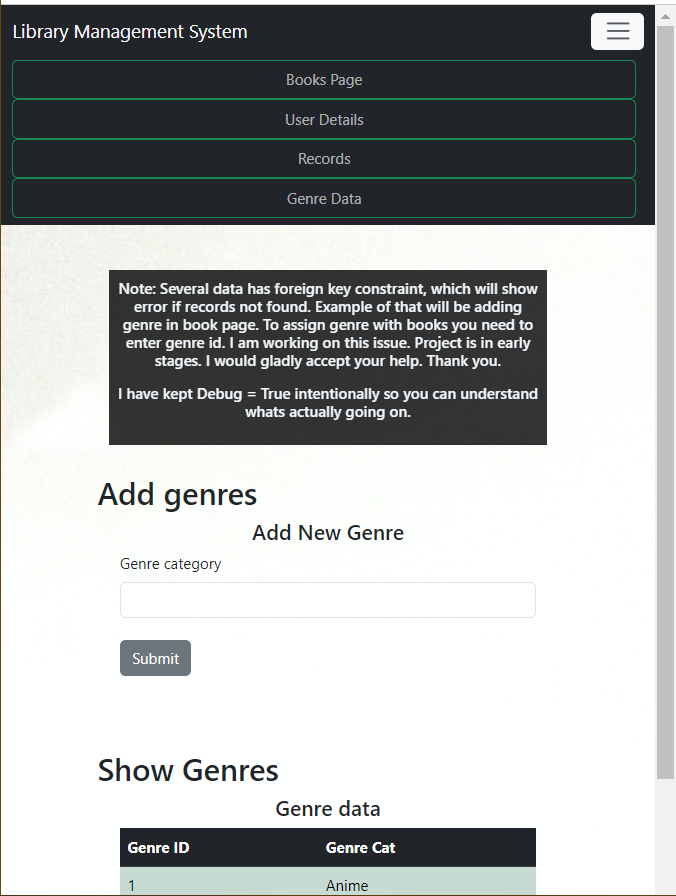 Library Management System
Books Page
User Details
Records
Genre Data
Note: Several data has foreign key constraint, which will show
error if records not found. Example of that will be adding
genre in book page. To assign genre with books you need to
enter genre id. I am working on this issue. Project is in early
stages. I would gladly accept your help. Thank you.
I have kept Debug = True intentionally so you can understand
whats actually going on.
Add genres
Add New Genre
Genre category
Submit
Show Genres
Genre data
Genre ID Genre Cat
1 Anime